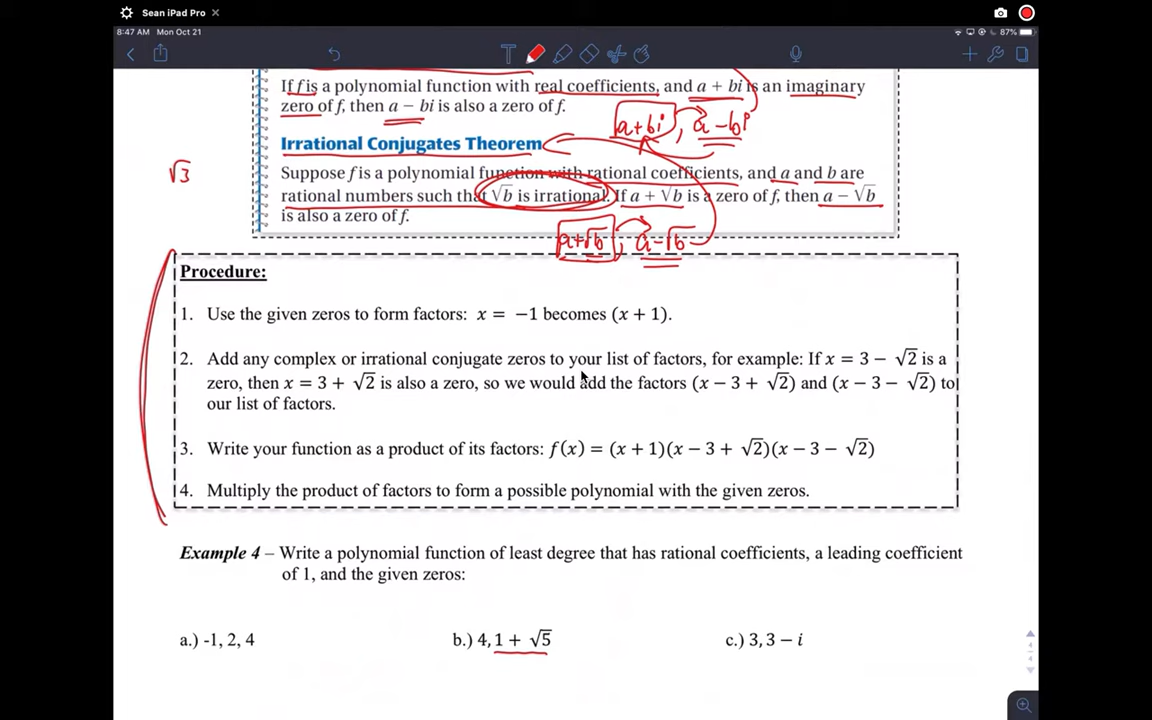 Sean iPad Pro ×
8:47 AM Mon Oct 21
87%
If f is a polynomial function with real coefficients, and a + bi is an imaginary
zero of f, then a − bi is also a zero of f.
a+bi, a−bi
Irrational Conjugates Theorem
√3
Suppose f is a polynomial function with rational coefficients, and a and b are
rational numbers such that √b is irrational. If a + √b is a zero of f, then a − √b
is also a zero of f.
a+√b, a−√b
Procedure:
1. Use the given zeros to form factors: x = −1 becomes (x + 1).
2. Add any complex or irrational conjugate zeros to your list of factors, for example: If x = 3 − √2 is a
zero, then x = 3 + √2 is also a zero, so we would add the factors (x − 3 + √2) and (x − 3 − √2) to
our list of factors.
3. Write your function as a product of its factors: f(x) = (x + 1)(x − 3 + √2)(x − 3 − √2)
4. Multiply the product of factors to form a possible polynomial with the given zeros.
Example 4 – Write a polynomial function of least degree that has rational coefficients, a leading coefficient
of 1, and the given zeros:
a.) -1, 2, 4 b.) 4, 1 + √5 c.) 3, 3 − i